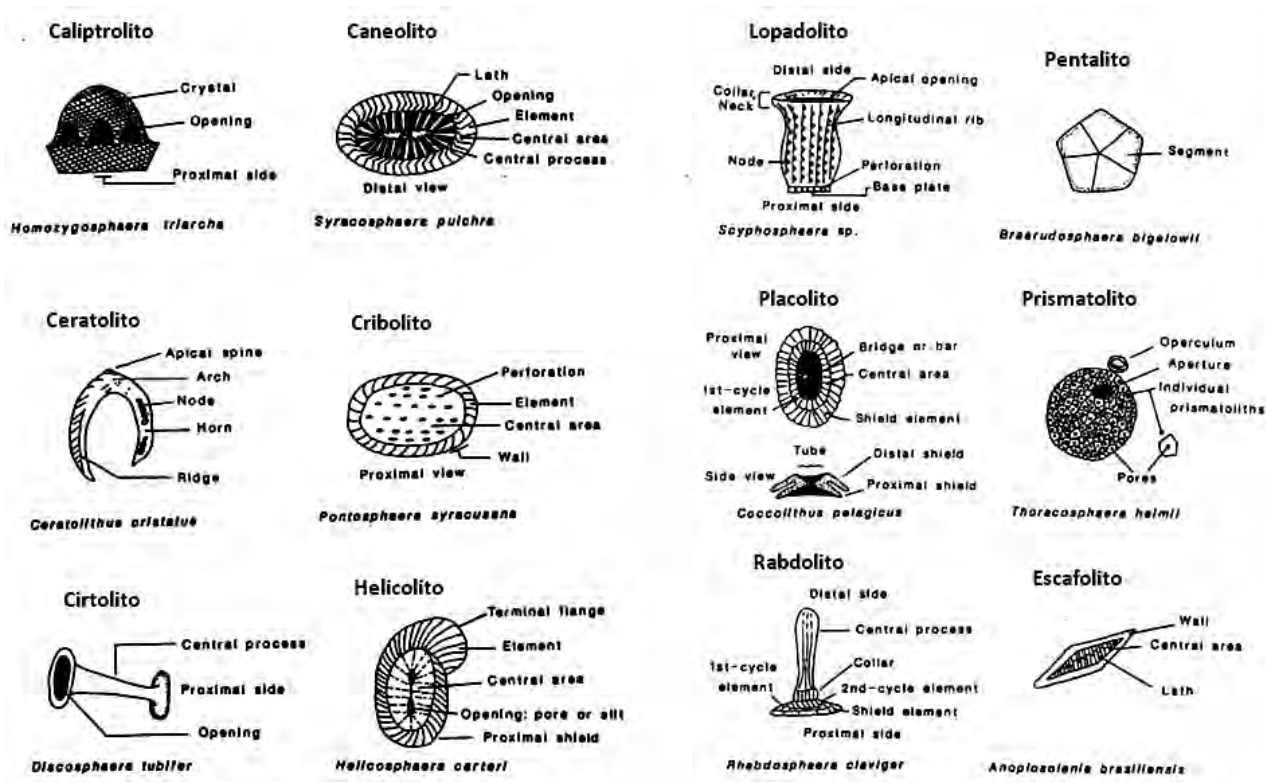 Caliptrolito
Crystal
Opening
Proximal side
Homozygosphaera triarcha
Caneolito
Lath
Opening
Element
Central area
Central process
Distal view
Syracosphaera pulchra
Lopadolito
Distal side
Apical opening
Collar,
Neck
Longitudinal rib
Node
Perforation
Base plate
Proximal side
Scyphosphaera sp.
Pentalito
Segment
Braarudosphaera bigelowii
Ceratolito
Apical spine
Arch
Node
Horn
Ridge
Ceratolithus cristatus
Cribolito
Perforation
Element
Central area
Wall
Proximal view
Pontosphaera syracusana
Placolito
Proximal
view
Bridge or bar
Central area
1st-cycle
element
Shield element
Tube
Side view
Distal shield
Proximal shield
Coccolithus pelagicus
Prismatolito
Operculum
Aperture
Individual
prismatoliths
Pores
Thoracosphaera heimii
Cirtolito
Central process
Proximal side
Opening
Discosphaera tubifer
Helicolito
Terminal flange
Element
Central area
Opening: pore or slit
Proximal shield
Helicosphaera carteri
Rabdolito
Distal side
Central process
1st-cycle
element
Collar
2nd-cycle element
Shield element
Proximal side
Rhabdosphaera claviger
Escafolito
Wall
Central area
Lath
Anoplosolenia brasiliensis